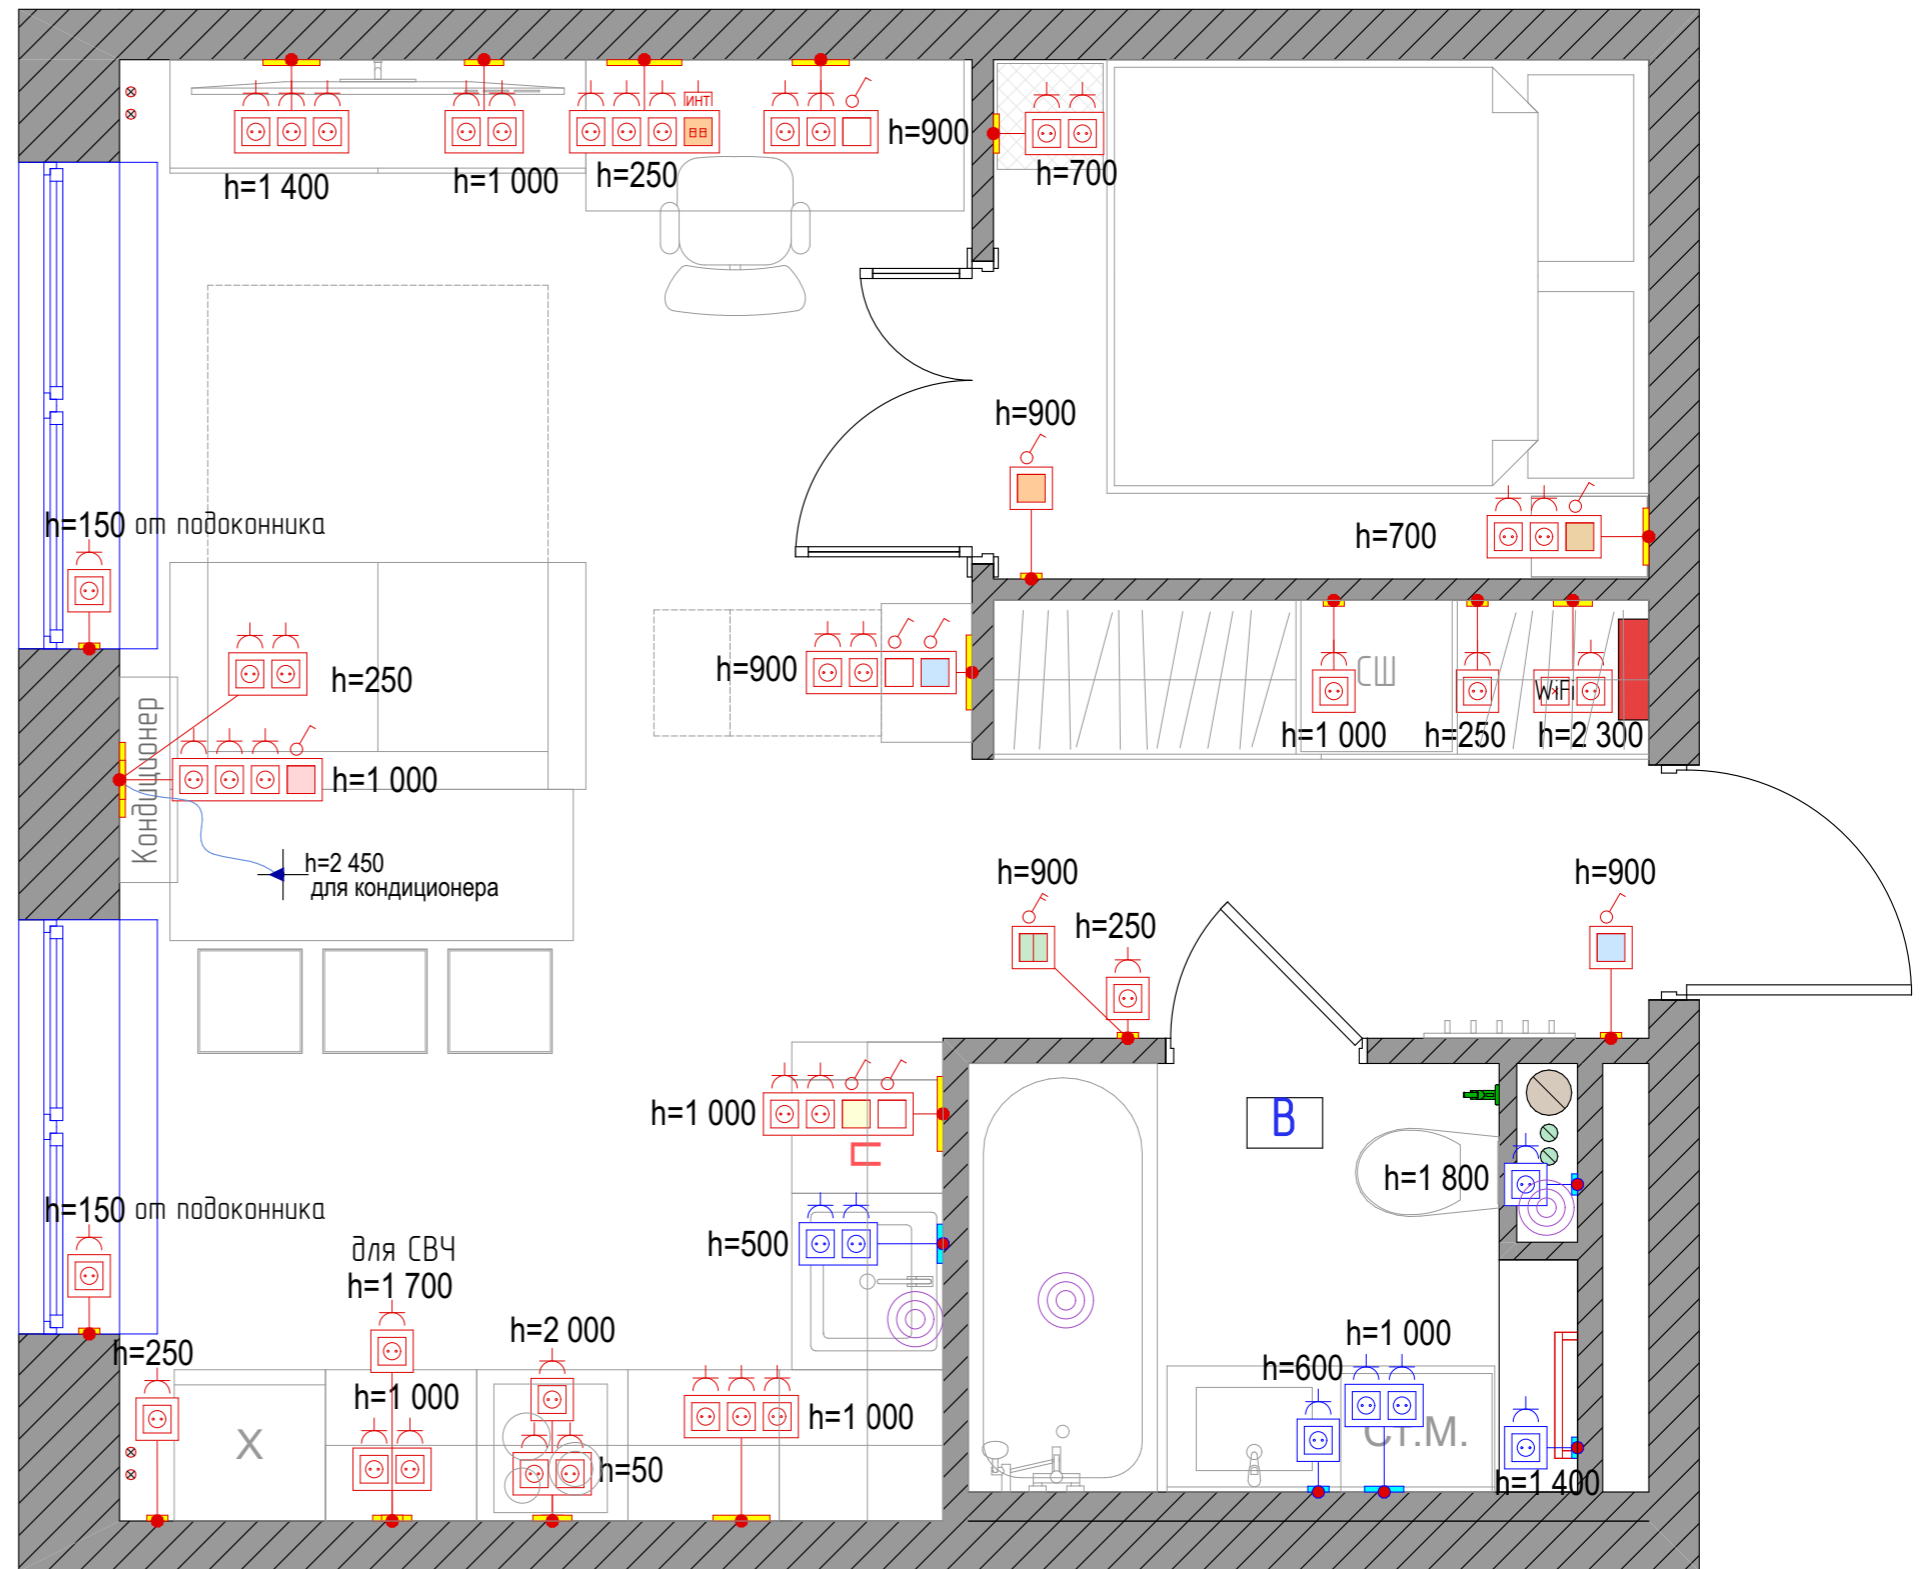 ИНТ
h=900
h=1 400
h=1 000
h=250
h=700
h=900
h=150 от подоконника
h=700
h=250
h=900
СШ
WiFi
h=1 000
h=250
h=2 300
Кондиционер
h=1 000
h=2 450
для кондиционера
h=900
h=250
h=900
h=1 000
П
В
h=1 800
h=150 от подоконника
h=500
для СВЧ
h=1 700
h=2 000
h=250
h=1 000
h=1 000
h=600
h=1 000
Х
h=50
Ст.М.
h=1 400